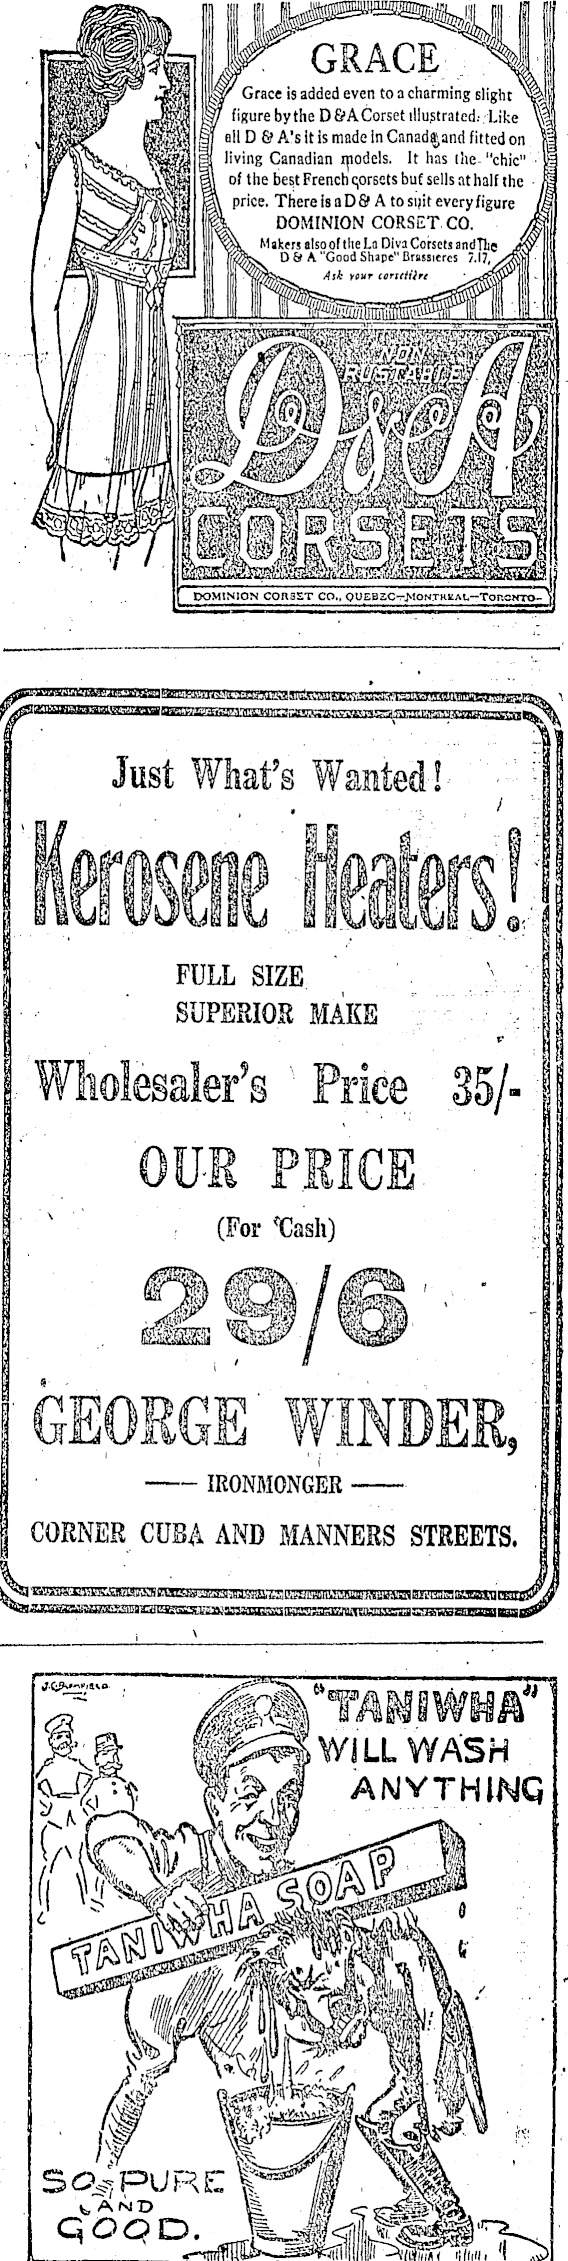 GRACE
Grace is added even to a charming slight
figure by the D & A Corset illustrated. Like
all D & A's it is made in Canada and fitted on
living Canadian models. It has the "chic"
of the best French corsets but sells at half the
price. There is a D & A to suit every figure
DOMINION CORSET CO.
Makers also of the La Diva Corsets and The
D & A "Good Shape" Brassieres 7.17.
Ask your corsetière
NON
RUSTABLE
D & A
CORSETS
DOMINION CORSET CO., QUEBEC—MONTREAL—TORONTO—
Just What's Wanted!
Kerosene Heaters!
FULL SIZE
SUPERIOR MAKE
Wholesaler's Price 35/-
OUR PRICE
(For Cash)
29/6
GEORGE WINDER,
—— IRONMONGER ——
CORNER CUBA AND MANNERS STREETS.
"TANIWHA"
WILL WASH
ANYTHING
TANIWHA SOAP
SO PURE
AND
GOOD.